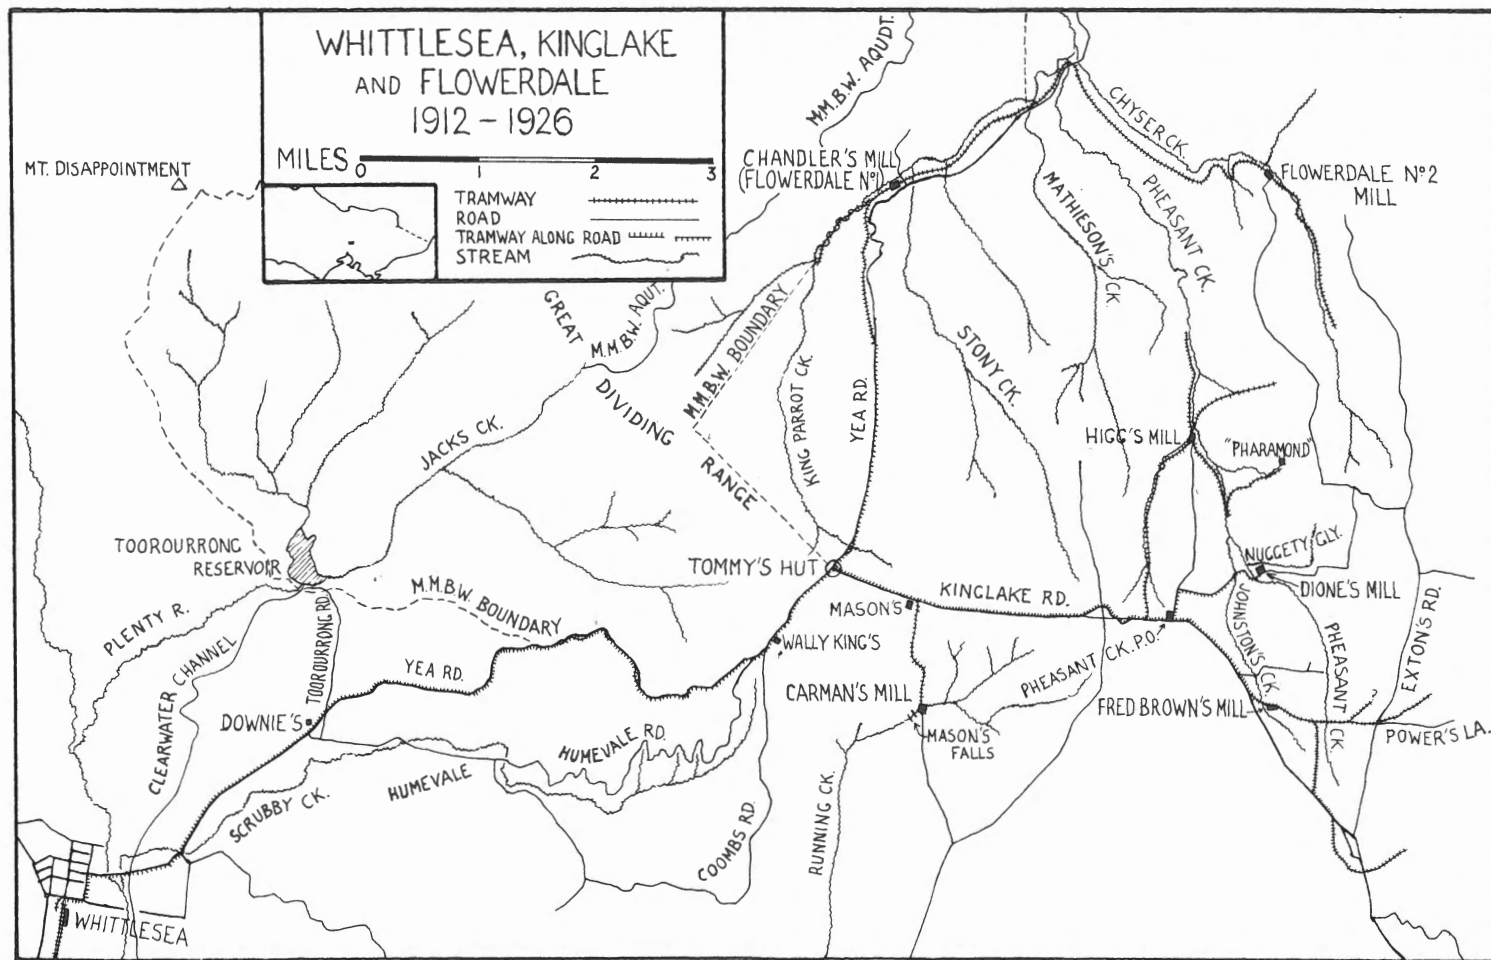 WHITTLESEA, KINGLAKE
AND FLOWERDALE
1912 – 1926
MILES 0 1 2 3
TRAMWAY
ROAD
TRAMWAY ALONG ROAD
STREAM
M.M.B.W. AQUDT.
MT. DISAPPOINTMENT
CHANDLER'S MILL
(FLOWERDALE Nº1)
CHYSER CK.
FLOWERDALE Nº2
MILL
MATHIESON'S CK.
PHEASANT CK.
GREAT
DIVIDING
RANGE
M.M.B.W. AQUT.
M.M.B.W. BOUNDARY
KING PARROT CK.
YEA RD.
STONY CK.
JACKS CK.
HIGG'S MILL
"PHARAMOND"
TOOROURRONG
RESERVOIR
TOMMY'S HUT
NUGGETY GLY.
DIONE'S MILL
KINGLAKE RD.
MASON'S
M.M.B.W. BOUNDARY
PLENTY R.
CLEARWATER CHANNEL
TOOROURRONG RD.
YEA RD.
WALLY KING'S
PHEASANT CK. P.O.
JOHNSTON'S CK.
PHEASANT CK.
EXTON'S RD.
DOWNIE'S
CARMAN'S MILL
FRED BROWN'S MILL
POWER'S LA.
MASON'S
FALLS
HUMEVALE RD.
HUMEVALE
SCRUBBY CK.
COOMBS RD.
RUNNING CK.
WHITTLESEA